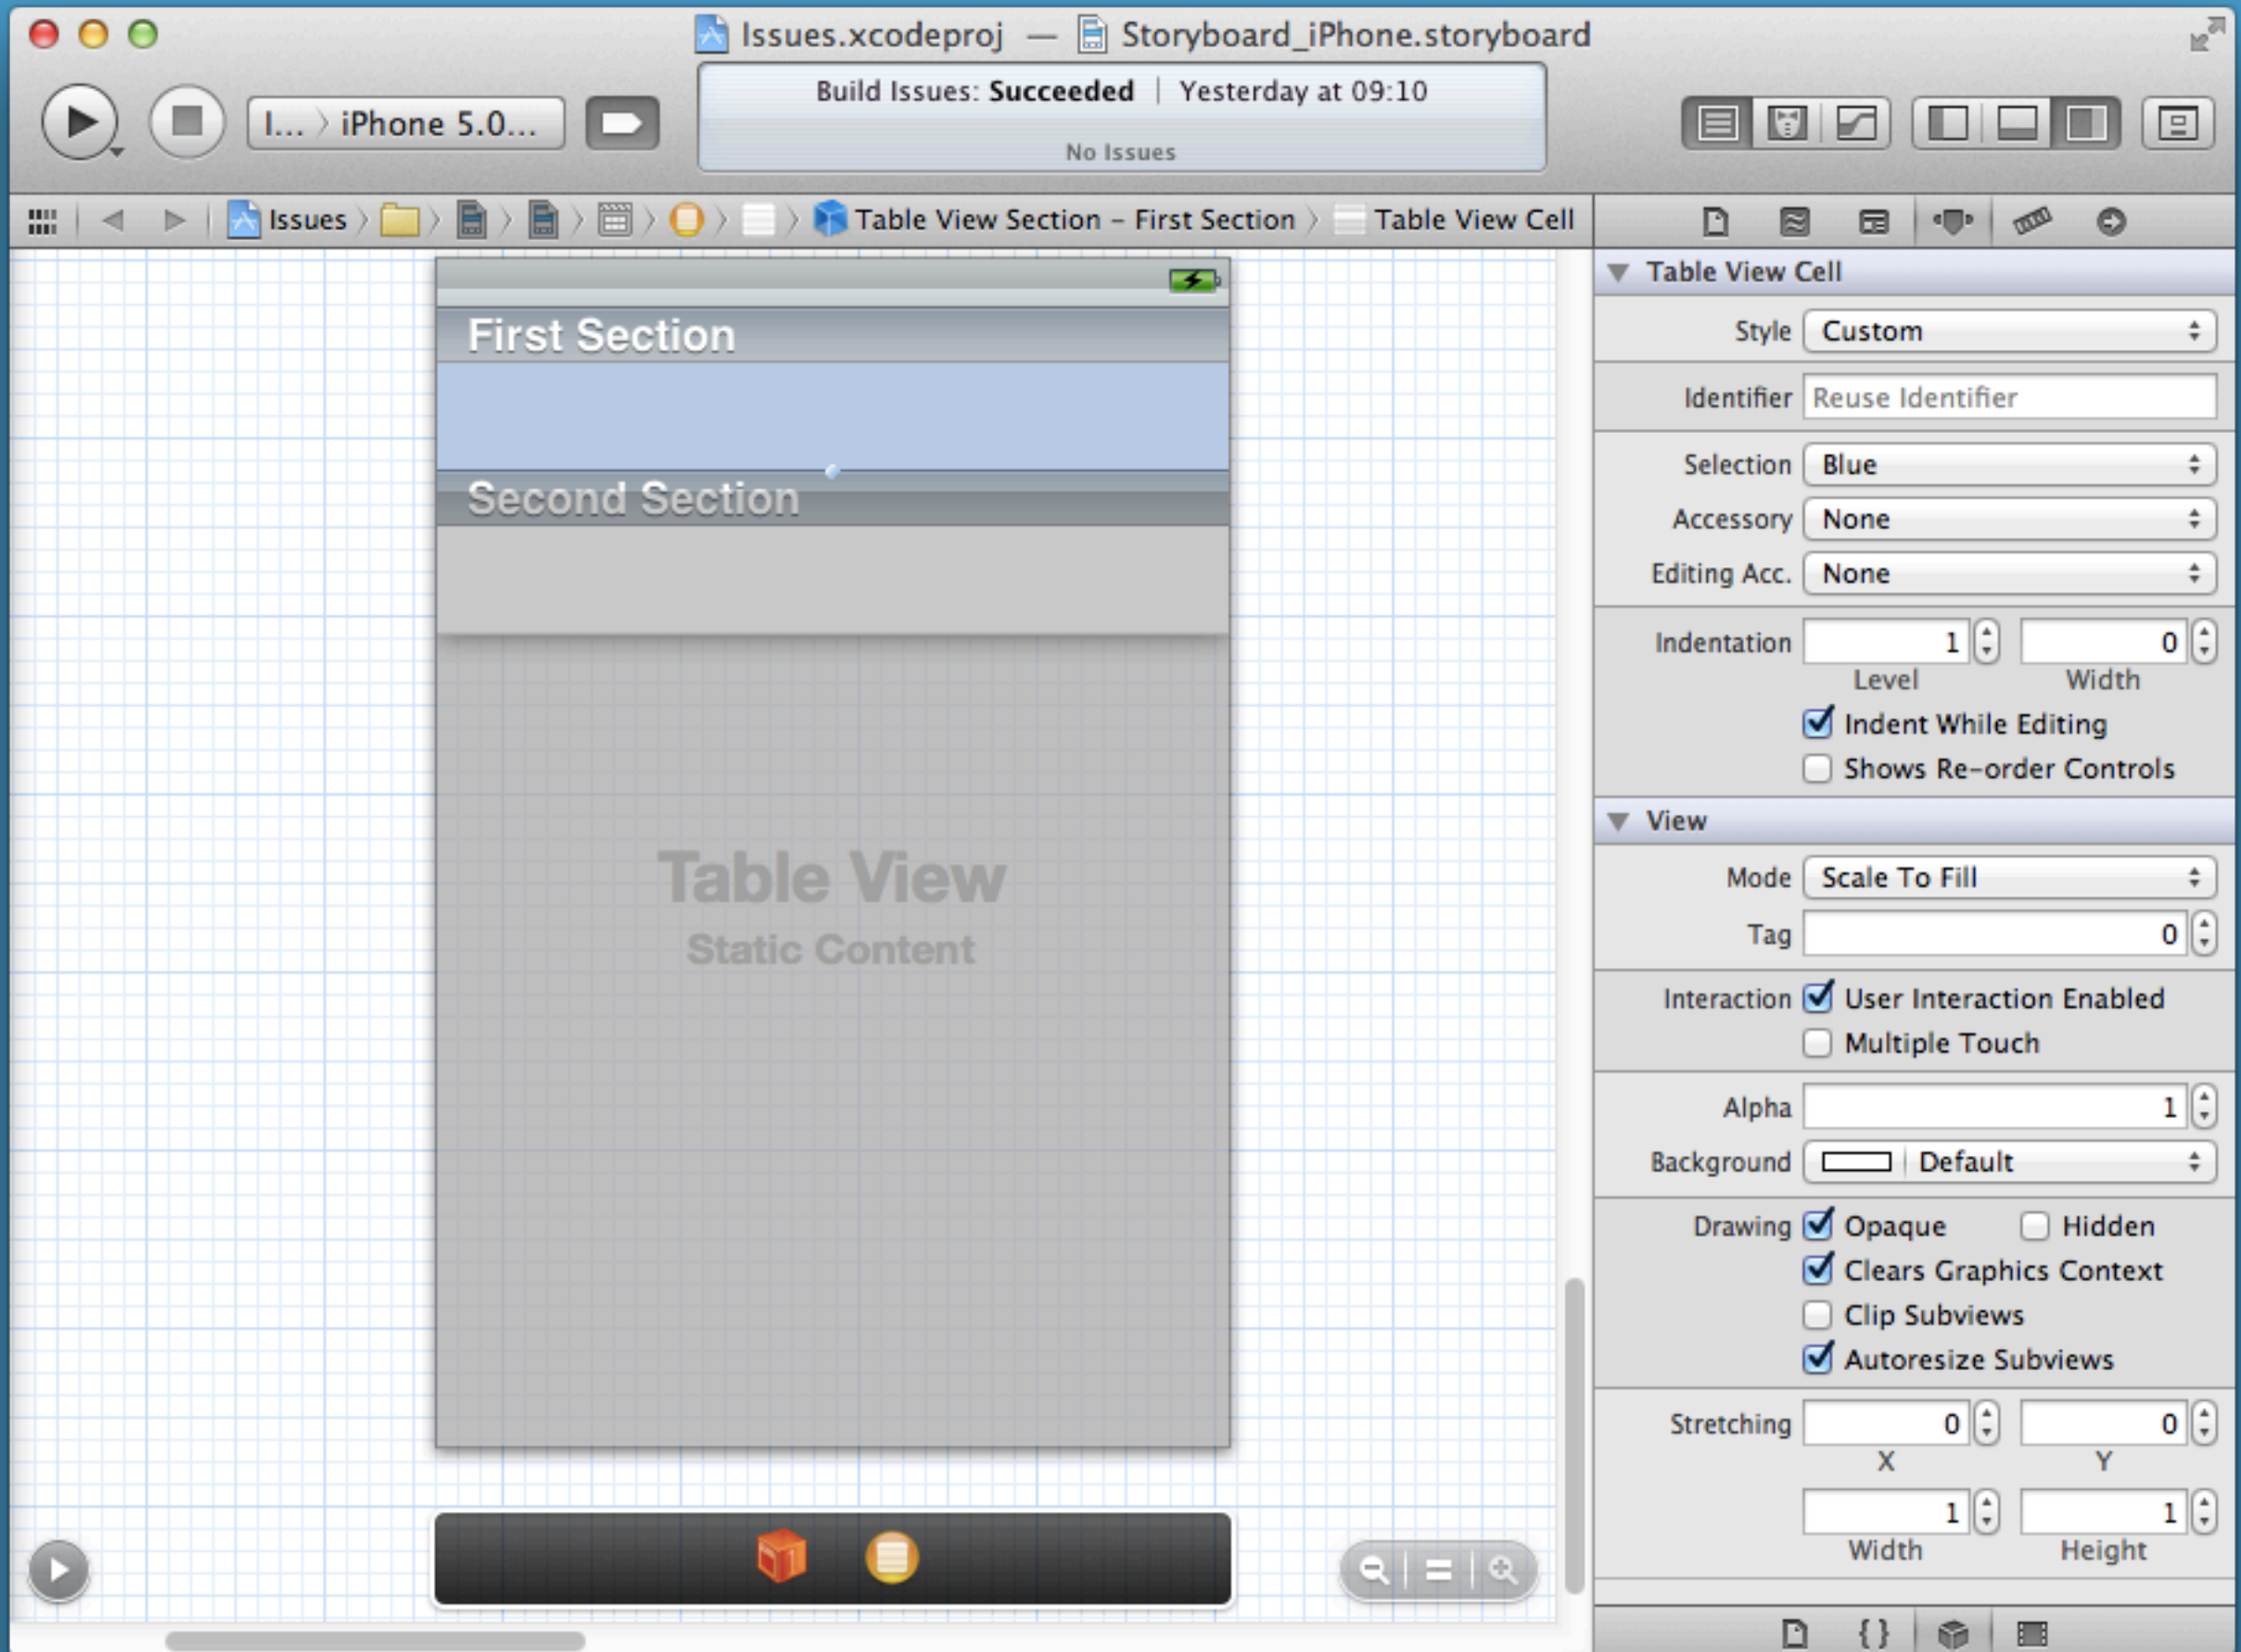 Issues.xcodeproj — Storyboard_iPhone.storyboard
Build Issues: Succeeded | Yesterday at 09:10
I... 〉 iPhone 5.0...
No Issues
Issues 〉 Table View Section – First Section 〉 Table View Cell
First Section
Second Section
Table View
Static Content
Table View Cell
Style Custom
Identifier Reuse Identifier
Selection Blue
Accessory None
Editing Acc. None
Indentation 1 0
Level Width
Indent While Editing
Shows Re-order Controls
View
Mode Scale To Fill
Tag 0
Interaction User Interaction Enabled
Multiple Touch
Alpha 1
Background Default
Drawing Opaque Hidden
Clears Graphics Context
Clip Subviews
Autoresize Subviews
Stretching 0 0
X Y
1 1
Width Height
{ }